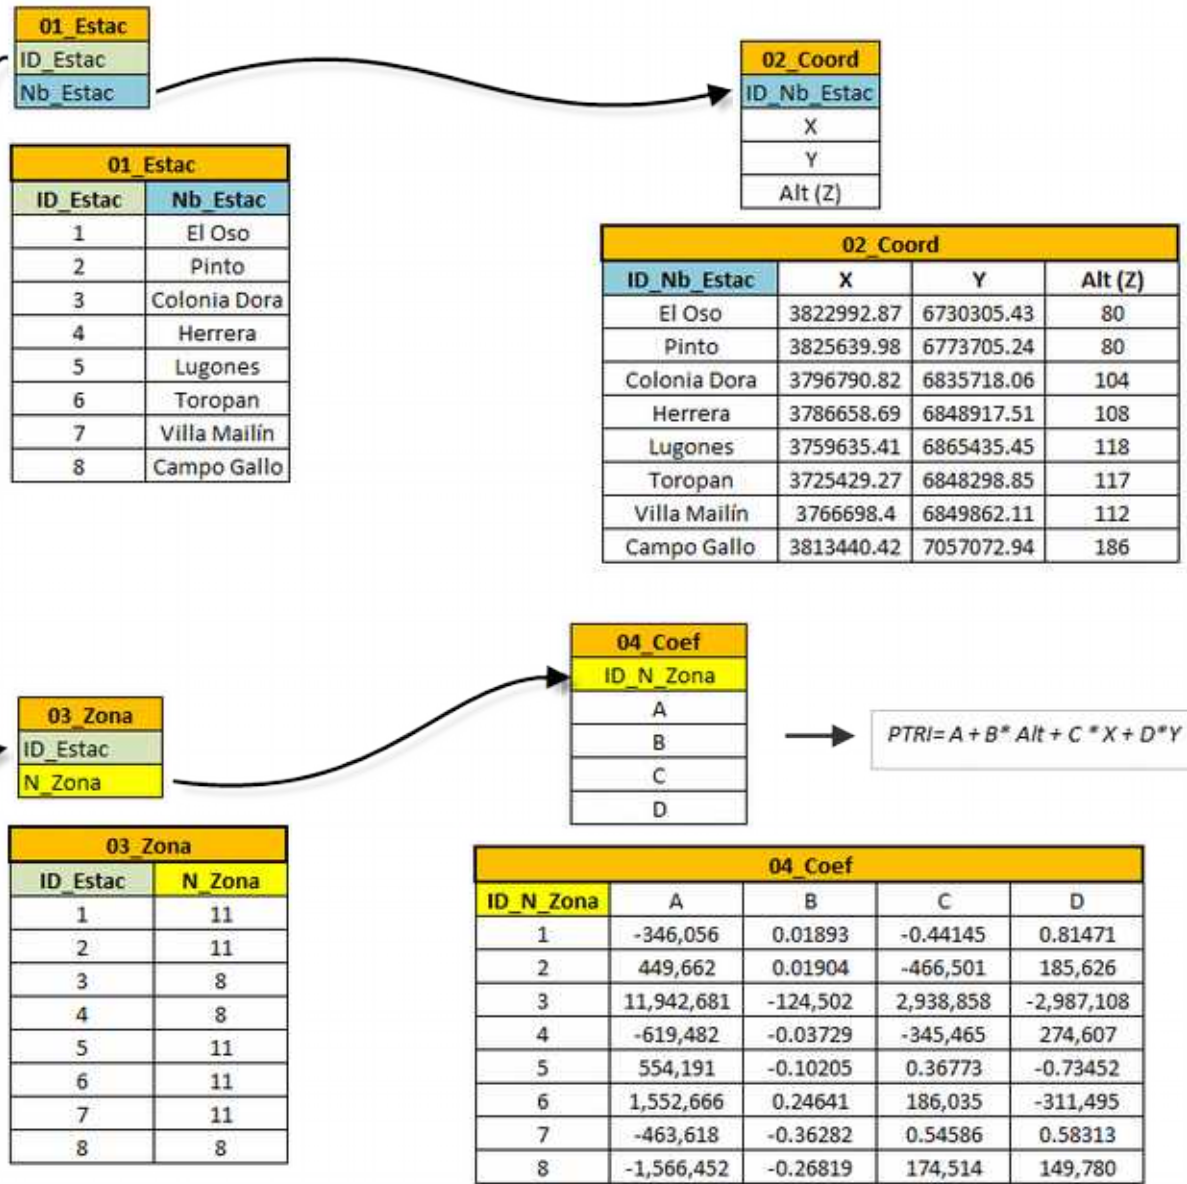 01_Estac
ID_Estac
Nb_Estac
02_Coord
ID_Nb_Estac
X
Y
Alt (Z)
01_Estac
ID_Estac Nb_Estac
1 El Oso
2 Pinto
3 Colonia Dora
4 Herrera
5 Lugones
6 Toropan
7 Villa Mailín
8 Campo Gallo
02_Coord
ID_Nb_Estac X Y Alt (Z)
El Oso 3822992.87 6730305.43 80
Pinto 3825639.98 6773705.24 80
Colonia Dora 3796790.82 6835718.06 104
Herrera 3786658.69 6848917.51 108
Lugones 3759635.41 6865435.45 118
Toropan 3725429.27 6848298.85 117
Villa Mailín 3766698.4 6849862.11 112
Campo Gallo 3813440.42 7057072.94 186
03_Zona
ID_Estac
N_Zona
04_Coef
ID_N_Zona
A
B
C
D
PTRI= A + B* Alt + C *X + D*Y
03_Zona
ID_Estac N_Zona
1 11
2 11
3 8
4 8
5 11
6 11
7 11
8 8
04_Coef
ID_N_Zona A B C D
1 -346,056 0.01893 -0.44145 0.81471
2 449,662 0.01904 -466,501 185,626
3 11,942,681 -124,502 2,938,858 -2,987,108
4 -619,482 -0.03729 -345,465 274,607
5 554,191 -0.10205 0.36773 -0.73452
6 1,552,666 0.24641 186,035 -311,495
7 -463,618 -0.36282 0.54586 0.58313
8 -1,566,452 -0.26819 174,514 149,780